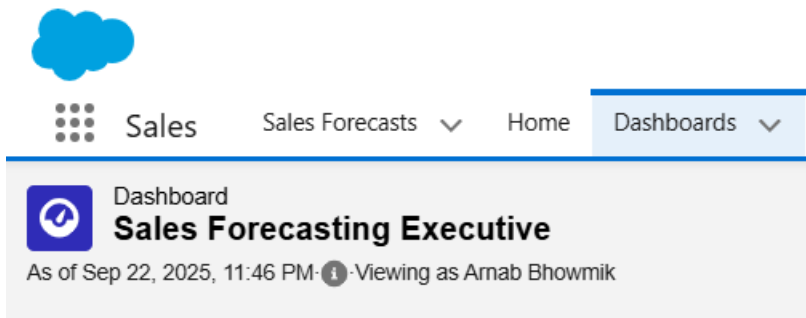 Sales Sales Forecasts Home Dashboards
Dashboard
Sales Forecasting Executive
As of Sep 22, 2025, 11:46 PM·i·Viewing as Arnab Bhowmik